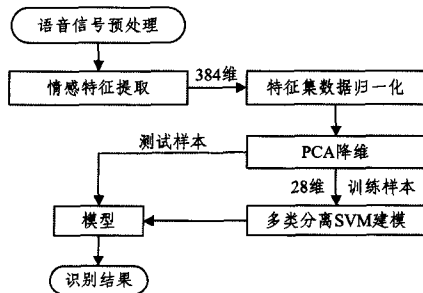 语音信号预处理
情感特征提取
384维
特征集数据归一化
测试样本
PCA降维
28维
训练样本
模型
多类分离SVM建模
识别结果